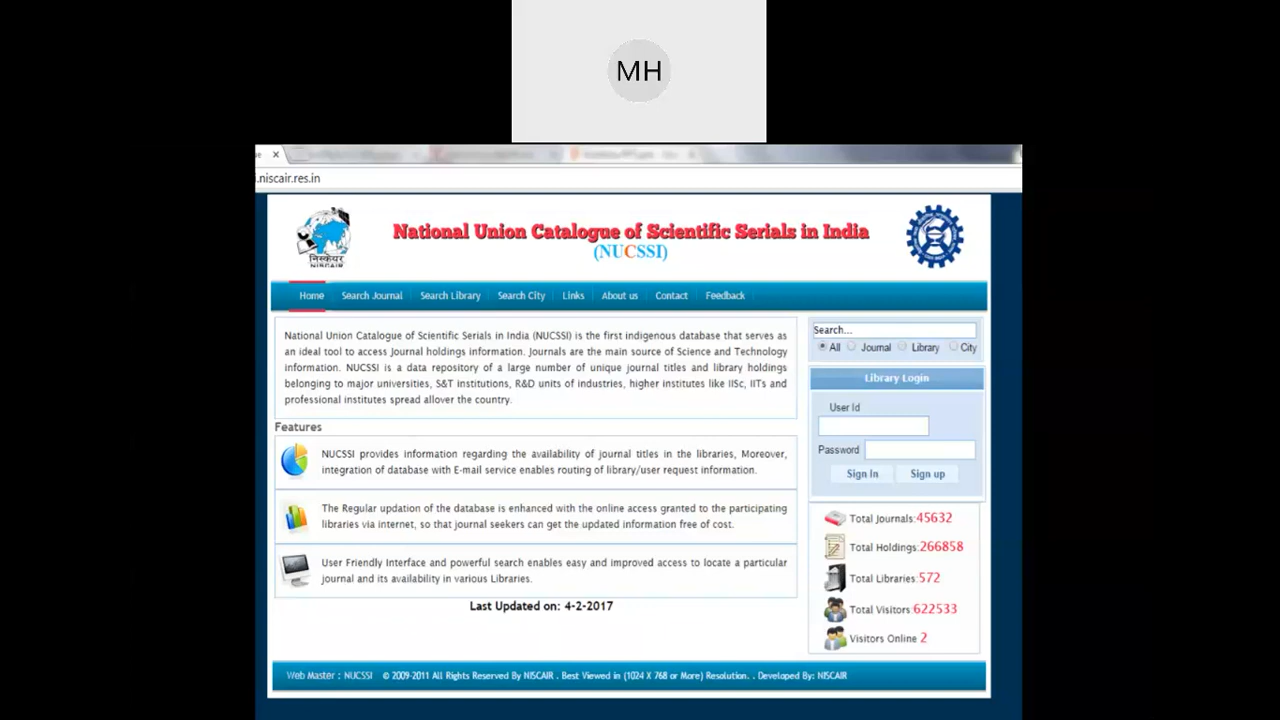 MH
.niscair.res.in
निस्केयर
NISCAIR
National Union Catalogue of Scientific Serials in India
(NUCSSI)
Home Search Journal Search Library Search City Links About us Contact Feedback
National Union Catalogue of Scientific Serials in India (NUCSSI) is the first indigenous database that serves as
an ideal tool to access Journal holdings information. Journals are the main source of Science and Technology
information. NUCSSI is a data repository of a large number of unique journal titles and library holdings
belonging to major universities, S&T institutions, R&D units of industries, higher institutes like IISc, IITs and
professional institutes spread allover the country.
Features
NUCSSI provides information regarding the availability of journal titles in the libraries, Moreover,
integration of database with E-mail service enables routing of library/user request information.
The Regular updation of the database is enhanced with the online access granted to the participating
libraries via internet, so that journal seekers can get the updated information free of cost.
User Friendly Interface and powerful search enables easy and improved access to locate a particular
journal and its availability in various Libraries.
Last Updated on: 4-2-2017
Search...
All Journal Library City
Library Login
User Id
Password
Sign In Sign up
Total Journals:45632
Total Holdings:266858
Total Libraries:572
Total Visitors:622533
Visitors Online 2
Web Master : NUCSSI © 2009-2011 All Rights Reserved By NISCAIR . Best Viewed in (1024 X 768 or More) Resolution. . Developed By: NISCAIR